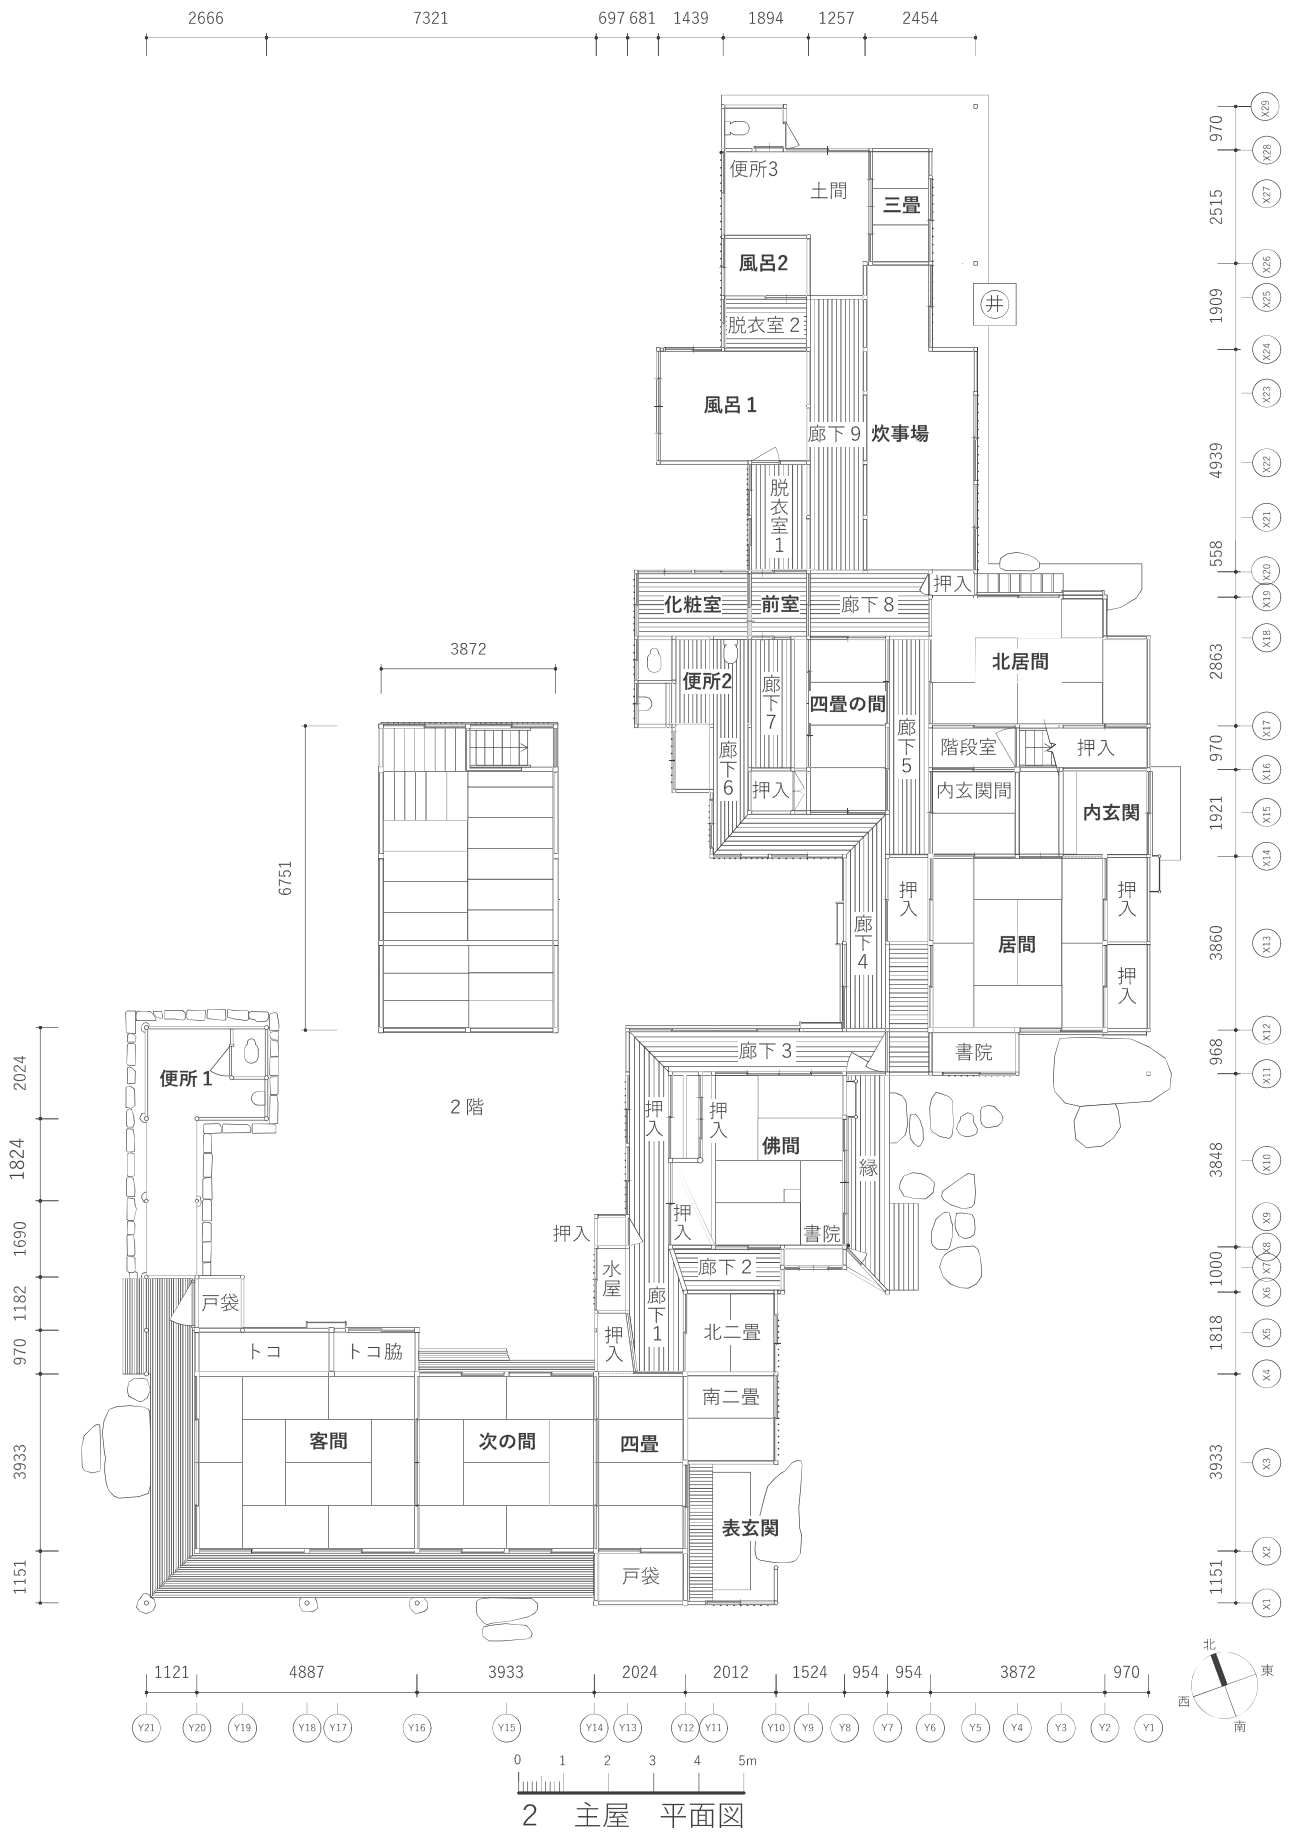 2666 7321 697 681 1439 1894 1257 2454
X29
970
X28
便所3
土間
三畳
X27
2515
風呂2
X26
井
X25
1909
脱衣室2
X24
風呂1
X23
廊下9
炊事場
4939
X22
脱衣室1
X21
558
X20
押入
X19
化粧室
前室
廊下8
X18
3872
北居間
2863
便所2
廊下7
四畳の間
廊下5
X17
階段室
押入
970
廊下6
X16
押入
内玄関間
内玄関
1921
X15
X14
6751
押入
押入
廊下4
居間
3860
X13
押入
X12
2024
廊下3
書院
968
X11
便所1
2階
押入
押入
佛間
1824
縁
3848
X10
1690
押入
押入
書院
X9
X8
水屋
廊下2
1000
X7
X6
1182
戸袋
廊下1
北二畳
1818
X5
970
トコ
トコ脇
押入
X4
南二畳
客間
次の間
四畳
3933
3933
X3
表玄関
X2
1151
戸袋
1151
X1
北
東
西
南
1121 4887 3933 2024 2012 1524 954 954 3872 970
Y21 Y20 Y19 Y18 Y17 Y16 Y15 Y14 Y13 Y12 Y11 Y10 Y9 Y8 Y7 Y6 Y5 Y4 Y3 Y2 Y1
0 1 2 3 4 5m
2 主屋 平面図